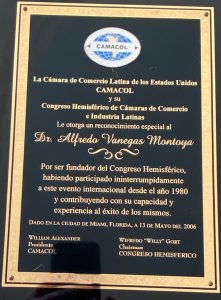 CAMACOL
La Cámara de Comercio Latina de los Estados Unidos
CAMACOL
y su
Congreso Hemisférico de Cámaras de Comercio
e Industria Latinas
Le otorga un reconocimiento especial al
Dr. Alfredo Vanegas Montoya
Por ser fundador del Congreso Hemisférico,
habiendo participado ininterrumpidamente
a este evento internacional desde el año 1980
y contribuyendo con su capacidad y
experiencia al éxito de los mismos.
DADO EN LA CIUDAD DE MIAMI, FLORIDA, A 13 DE MAYO DE 2006
WILLIAM ALEXANDER
Presidente
CAMACOL
WIFREDO "WILLY" GORT
Chairman
CONGRESO HEMISFERICO